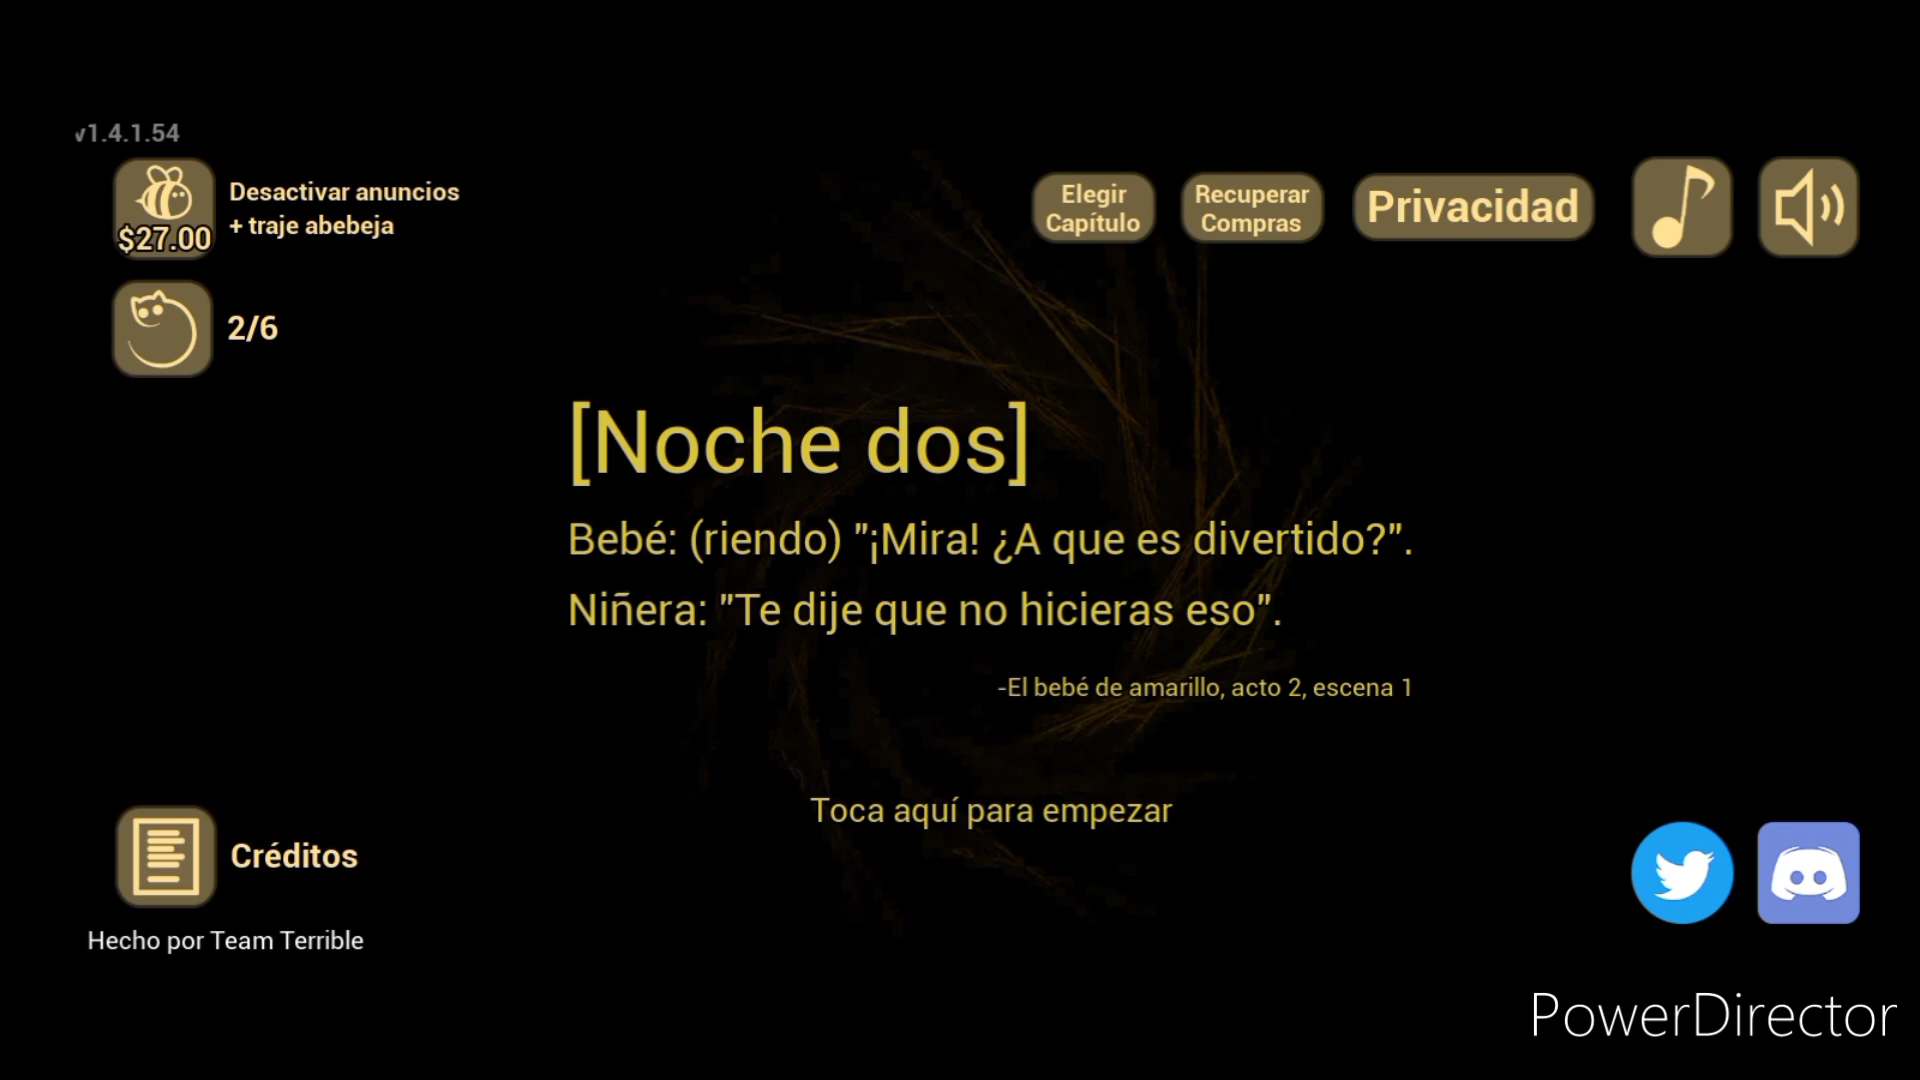 v1.4.1.54
$27.00
Desactivar anuncios
+ traje abebeja
2/6
Elegir
Capítulo
Recuperar
Compras
Privacidad
[Noche dos]
Bebé: (riendo) "¡Mira! ¿A que es divertido?".
Niñera: "Te dije que no hicieras eso".
-El bebé de amarillo, acto 2, escena 1
Toca aquí para empezar
Créditos
Hecho por Team Terrible
PowerDirector